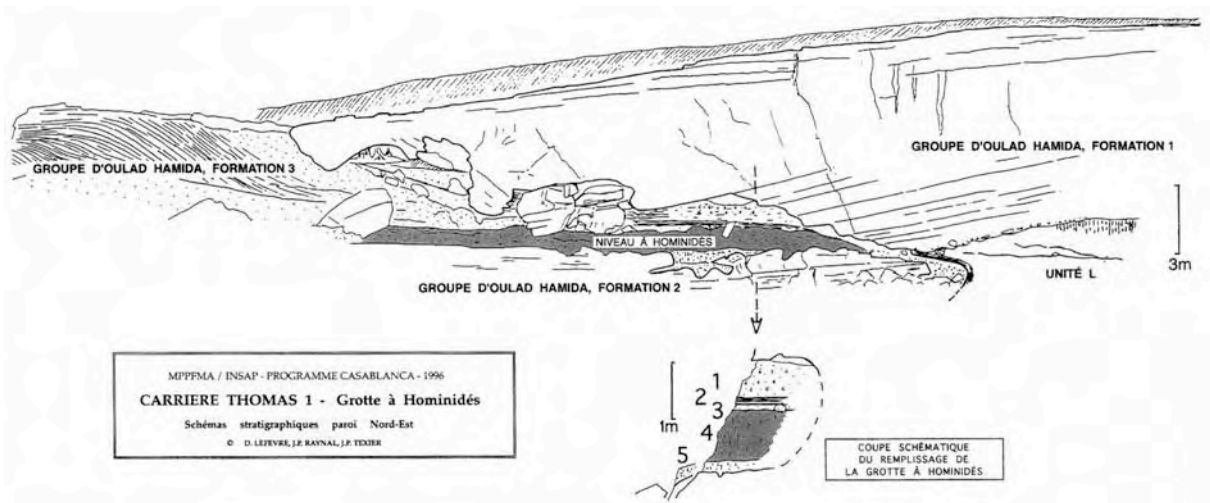 GROUPE D'OULAD HAMIDA, FORMATION 3
GROUPE D'OULAD HAMIDA, FORMATION 1
NIVEAU À HOMINIDÈS
3m
UNITÉ L
GROUPE D'OULAD HAMIDA, FORMATION 2
MPPFMA / INSAP - PROGRAMME CASABLANCA - 1996
CARRIERE THOMAS 1 - Grotte à Hominidés
Schémas stratigraphiques paroi Nord-Est
© D. LEFEVRE, J.P. RAYNAL, J.P. TEXIER
1m
1
2
3
4
5
COUPE SCHÈMATIQUE
DU REMPLISSAGE DE
LA GROTTE À HOMINIDÉS